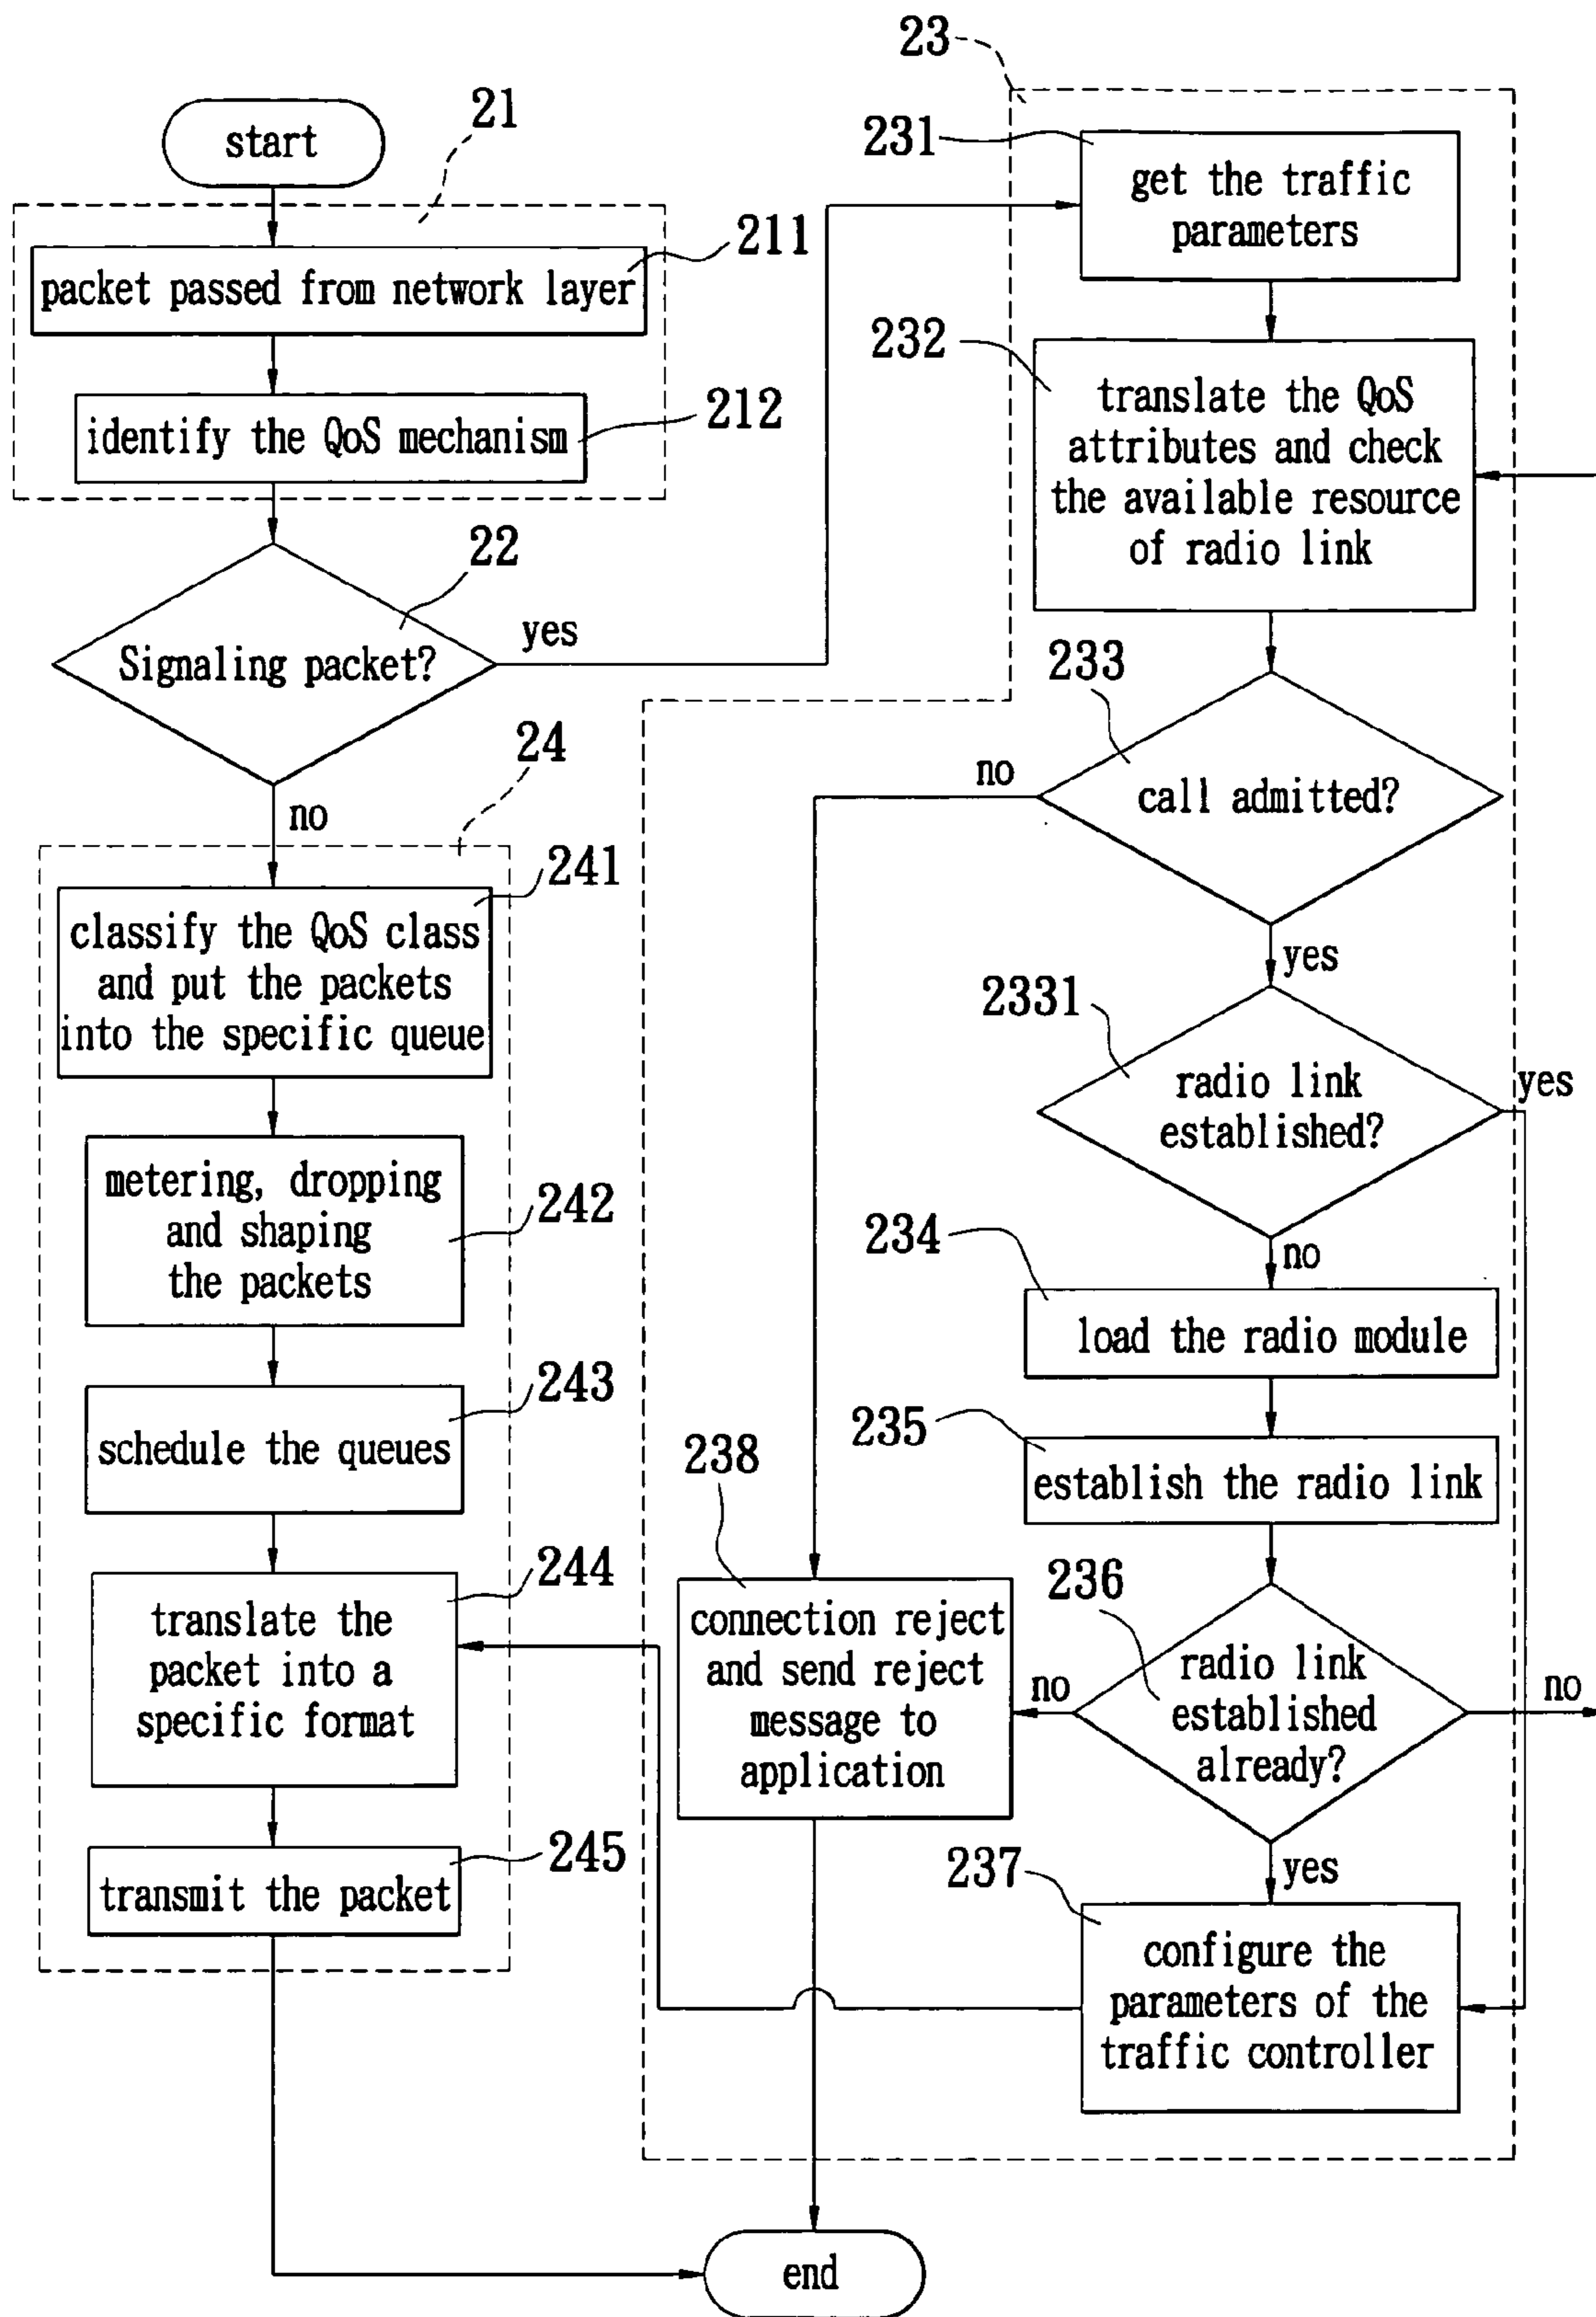 start
21
packet passed from network layer
211
identify the QoS mechanism
212
22
Signaling packet?
yes
no
24
241
classify the QoS class
and put the packets
into the specific queue
metering, dropping
and shaping
the packets
242
243
schedule the queues
244
translate the
packet into a
specific format
245
transmit the packet
23
231
get the traffic
parameters
232
translate the QoS
attributes and check
the available resource
of radio link
233
no
call admitted?
yes
2331
radio link
established?
yes
no
234
load the radio module
235
establish the radio link
236
radio link
established
already?
no
no
yes
238
connection reject
and send reject
message to
application
237
configure the
parameters of the
traffic controller
end